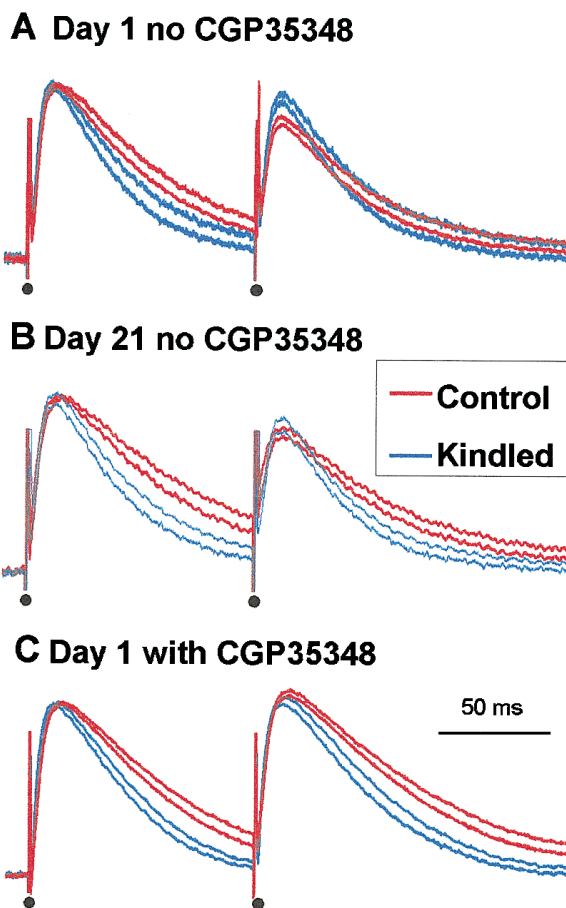 A Day 1 no CGP35348
B Day 21 no CGP35348
Control
Kindled
C Day 1 with CGP35348
50 ms